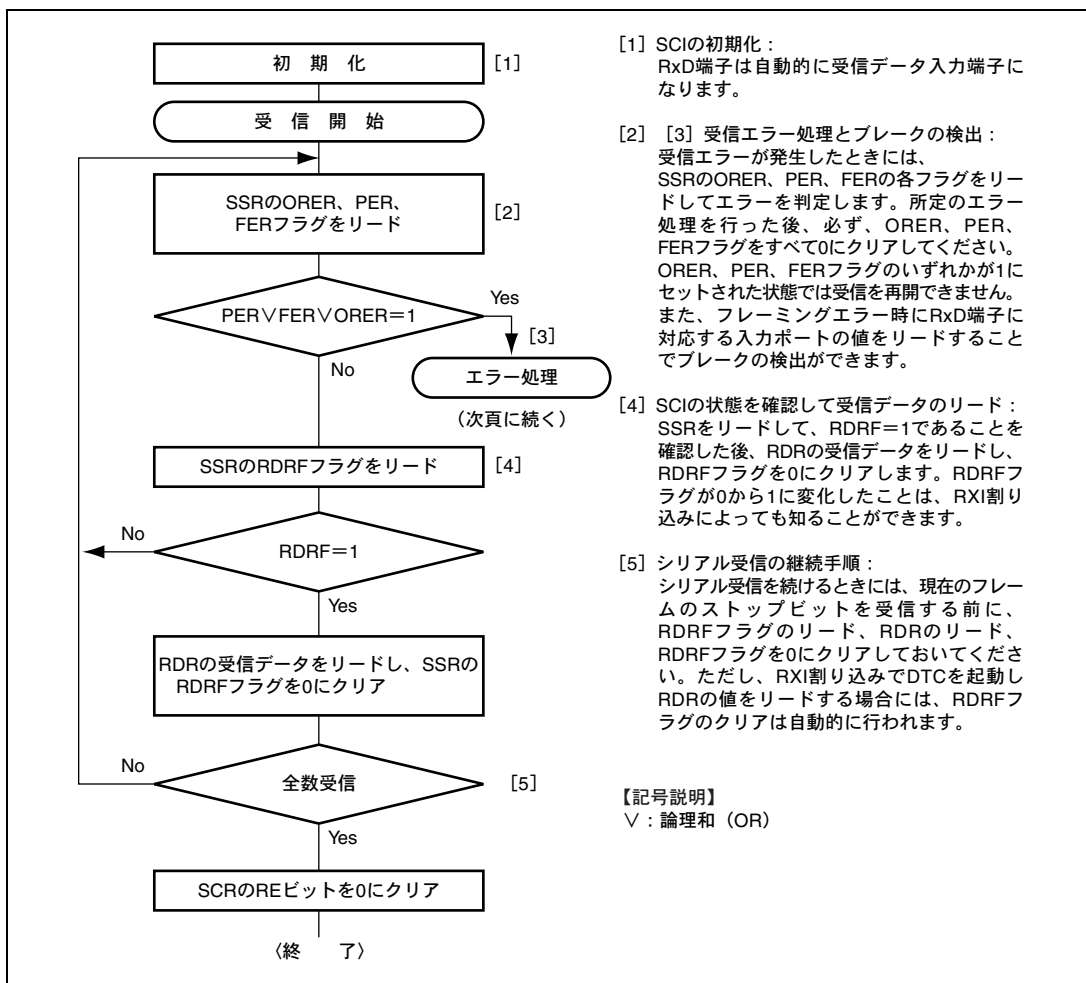 初　期　化
[1]
受　信　開　始
SSRのORER、PER、
FERフラグをリード
[2]
PER∨FER∨ORER＝1
Yes
[3]
No
エラー処理
（次頁に続く）
SSRのRDRFフラグをリード
[4]
No
RDRF＝1
Yes
RDRの受信データをリードし、SSRの
RDRFフラグを0にクリア
No
全数受信
[5]
Yes
SCRのREビットを0にクリア
〈終　　了〉
[1] SCIの初期化：
RxD端子は自動的に受信データ入力端子に
なります。
[2] [3] 受信エラー処理とブレークの検出：
受信エラーが発生したときには、
SSRのORER、PER、FERの各フラグをリー
ドしてエラーを判定します。所定のエラー
処理を行った後、必ず、ORER、PER、
FERフラグをすべて0にクリアしてください。
ORER、PER、FERフラグのいずれかが1に
セットされた状態では受信を再開できません。
また、フレーミングエラー時にRxD端子に
対応する入力ポートの値をリードすること
でブレークの検出ができます。
[4] SCIの状態を確認して受信データのリード：
SSRをリードして、RDRF＝1であることを
確認した後、RDRの受信データをリードし、
RDRFフラグを0にクリアします。RDRFフ
ラグが0から1に変化したことは、RXI割り
込みによっても知ることができます。
[5] シリアル受信の継続手順：
シリアル受信を続けるときには、現在のフレー
ムのストップビットを受信する前に、
RDRFフラグのリード、RDRのリード、
RDRFフラグを0にクリアしておいてくださ
い。ただし、RXI割り込みでDTCを起動し
RDRの値をリードする場合には、RDRFフ
ラグのクリアは自動的に行われます。
【記号説明】
∨：論理和（OR）